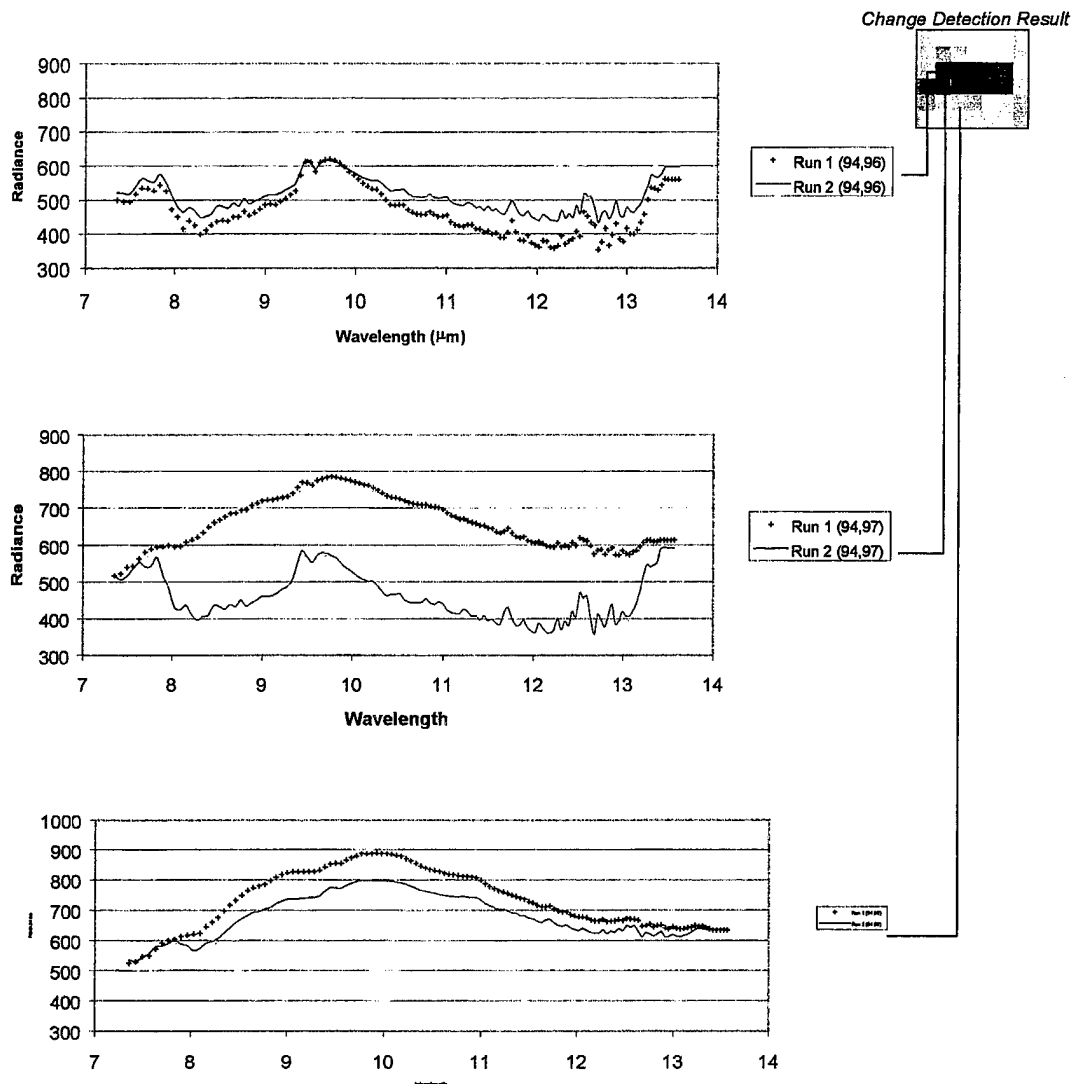 Change Detection Result
900
800
700
600
500
400
300
Radiance
7 8 9 10 11 12 13 14
Wavelength (μm)
+ Run 1 (94,96)
Run 2 (94,96)
900
800
700
600
500
400
300
Radiance
7 8 9 10 11 12 13 14
Wavelength
+ Run 1 (94,97)
Run 2 (94,97)
1000
900
800
700
600
500
400
300
7 8 9 10 11 12 13 14